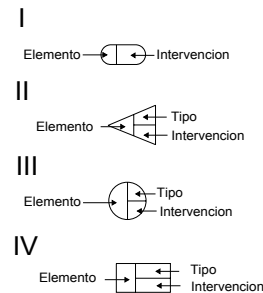 I
Elemento Intervencion
II
Tipo
Elemento
Intervencion
III
Tipo
Elemento
Intervencion
IV
Tipo
Elemento
Intervencion